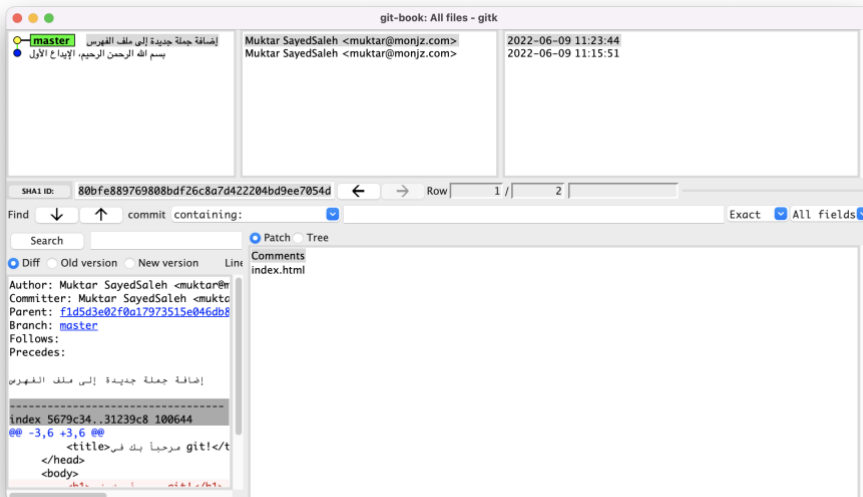 git-book: All files - gitk
master إضافة جملة جديدة إلى ملف الفهرس Muktar SayedSaleh <muktar@monjz.com> 2022-06-09 11:23:44
بسم الله الرحمن الرحيم، الإيداع الأول Muktar SayedSaleh <muktar@monjz.com> 2022-06-09 11:15:51
SHA1 ID: 80bfe889769808bdf26c8a7d422204bd9ee7054d ← → Row 1 / 2
Find ↓ ↑ commit containing: Exact All fields
Search Patch Tree
Diff Old version New version Line
Comments
index.html
Author: Muktar SayedSaleh <muktar@m
Committer: Muktar SayedSaleh <mukta
Parent: f1d5d3e02f0a17973515e046db8
Branch: master
Follows:
Precedes:
إضافة جملة جديدة إلى ملف الفهرس
---------------------------------
index 5679c34..31239c8 100644
@@ -3,6 +3,6 @@
<title>مرحباً بك في git!</t
</head>
<body>